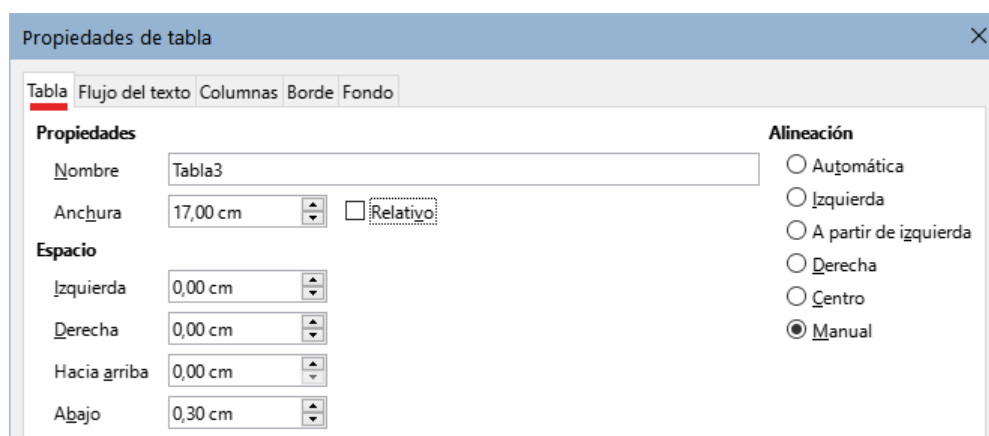 Propiedades de tabla
Tabla Flujo del texto Columnas Borde Fondo
Propiedades
Nombre Tabla3
Anchura 17,00 cm Relativo
Espacio
Izquierda 0,00 cm
Derecha 0,00 cm
Hacia arriba 0,00 cm
Abajo 0,30 cm
Alineación
Automática
Izquierda
A partir de izquierda
Derecha
Centro
Manual